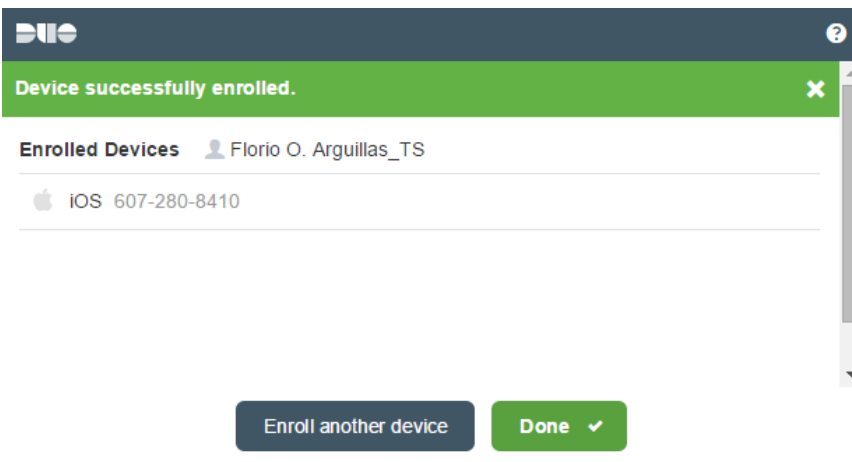 DUO
?
Device successfully enrolled.
Enrolled Devices Florio O. Arguillas_TS
iOS 607-280-8410
Enroll another device Done